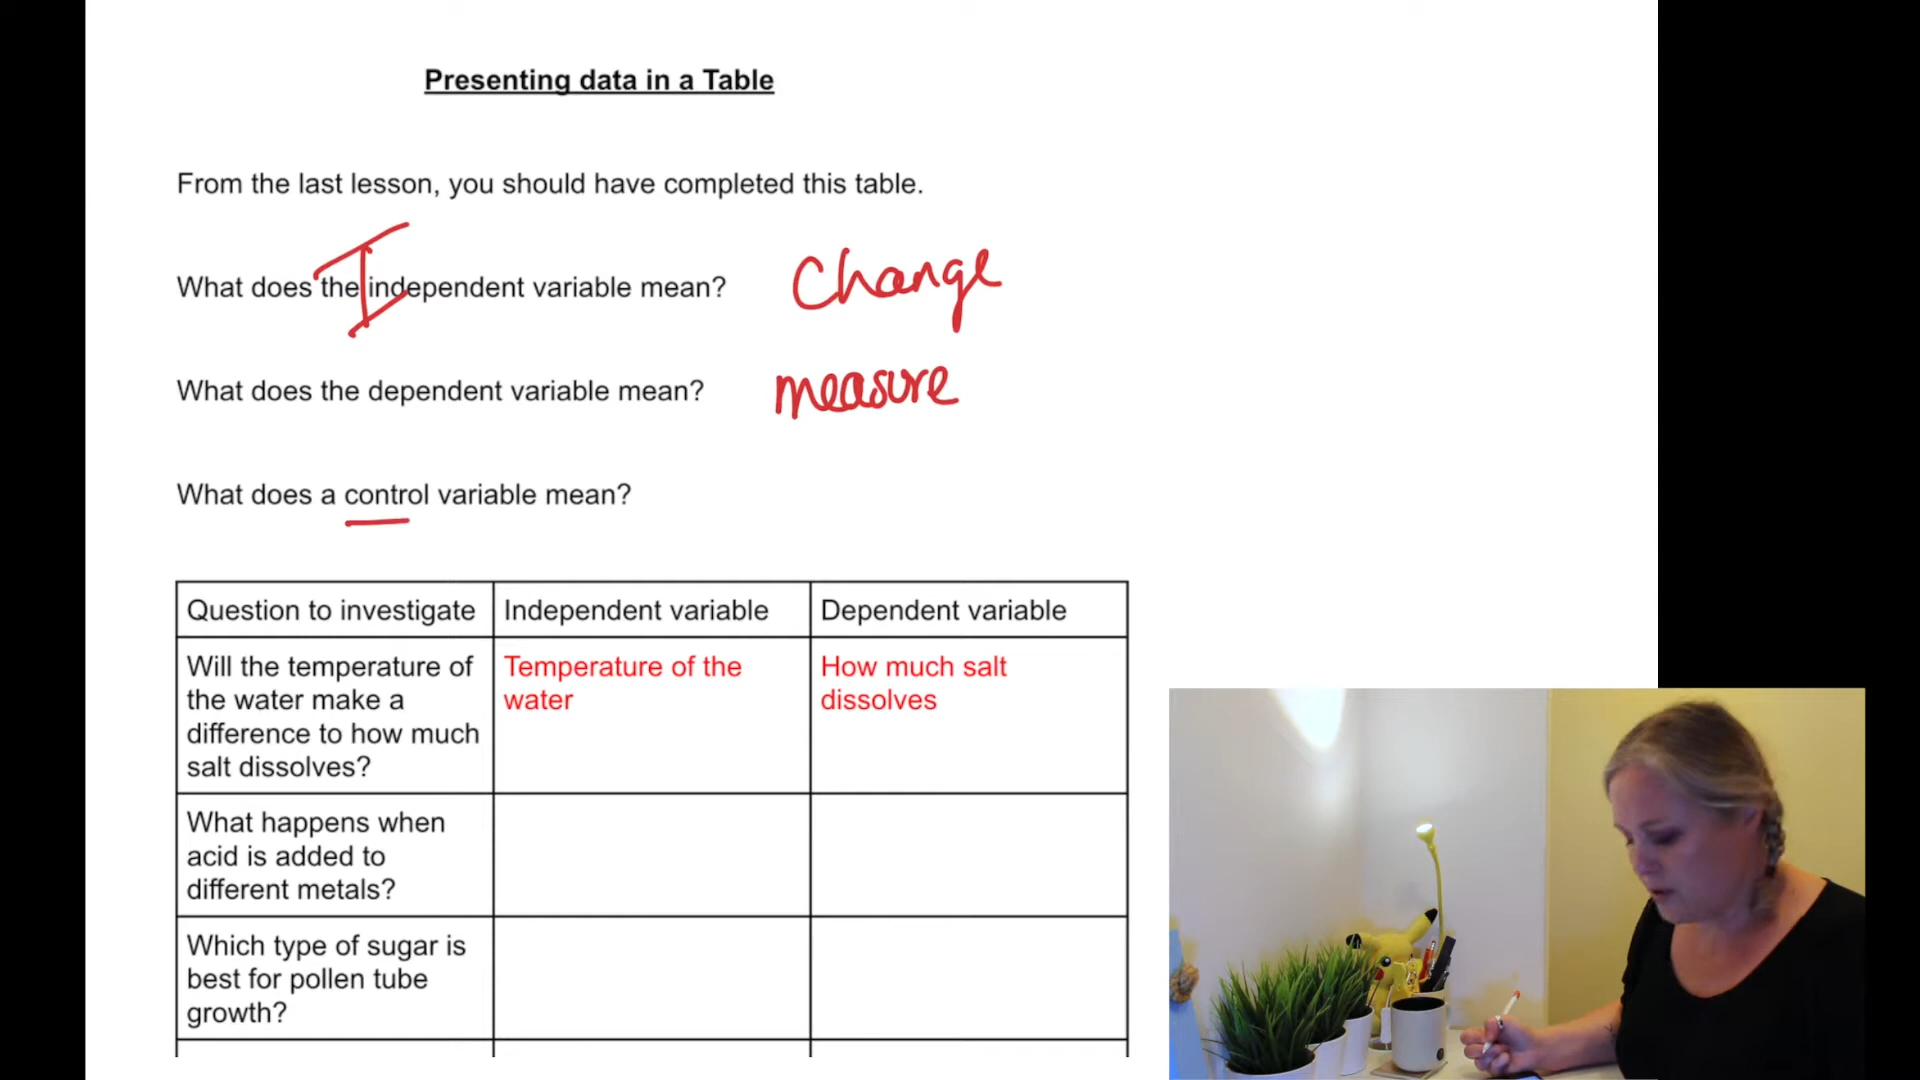 Presenting data in a Table
From the last lesson, you should have completed this table.
I
What does the independent variable mean? Change
What does the dependent variable mean? measure
What does a control variable mean?
Question to investigate Independent variable Dependent variable
Will the temperature of Temperature of the How much salt
the water make a water dissolves
difference to how much
salt dissolves?
What happens when
acid is added to
different metals?
Which type of sugar is
best for pollen tube
growth?